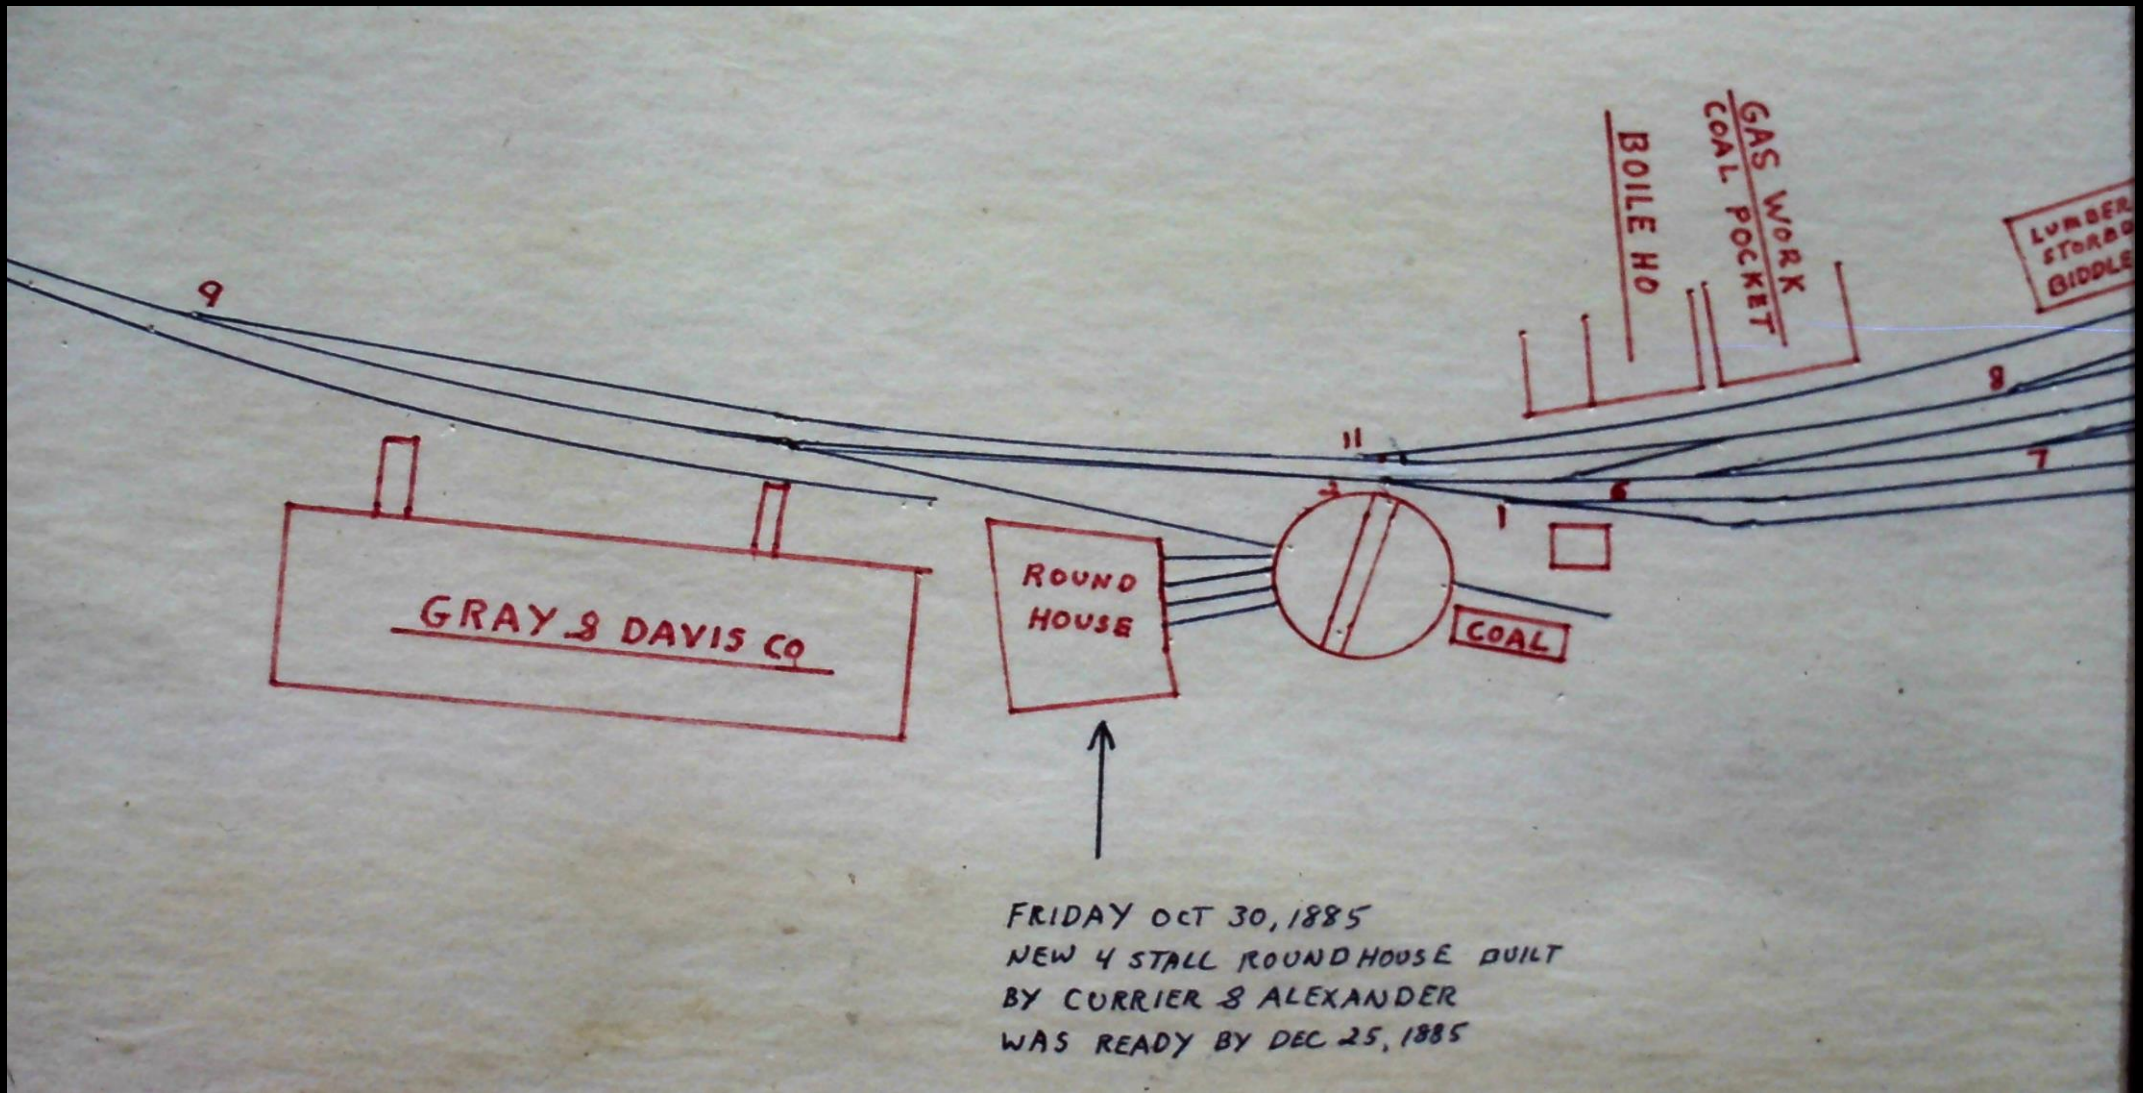 GAS WORK
COAL POCKET
BOILE HO
LUMBER
BIDDLE
9
8
11
7
2
6
1
ROUND
HOUSE
GRAY & DAVIS CO
COAL
FRIDAY OCT 30, 1885
NEW 4 STALL ROUNDHOUSE BUILT
BY CURRIER & ALEXANDER
WAS READY BY DEC 25, 1885